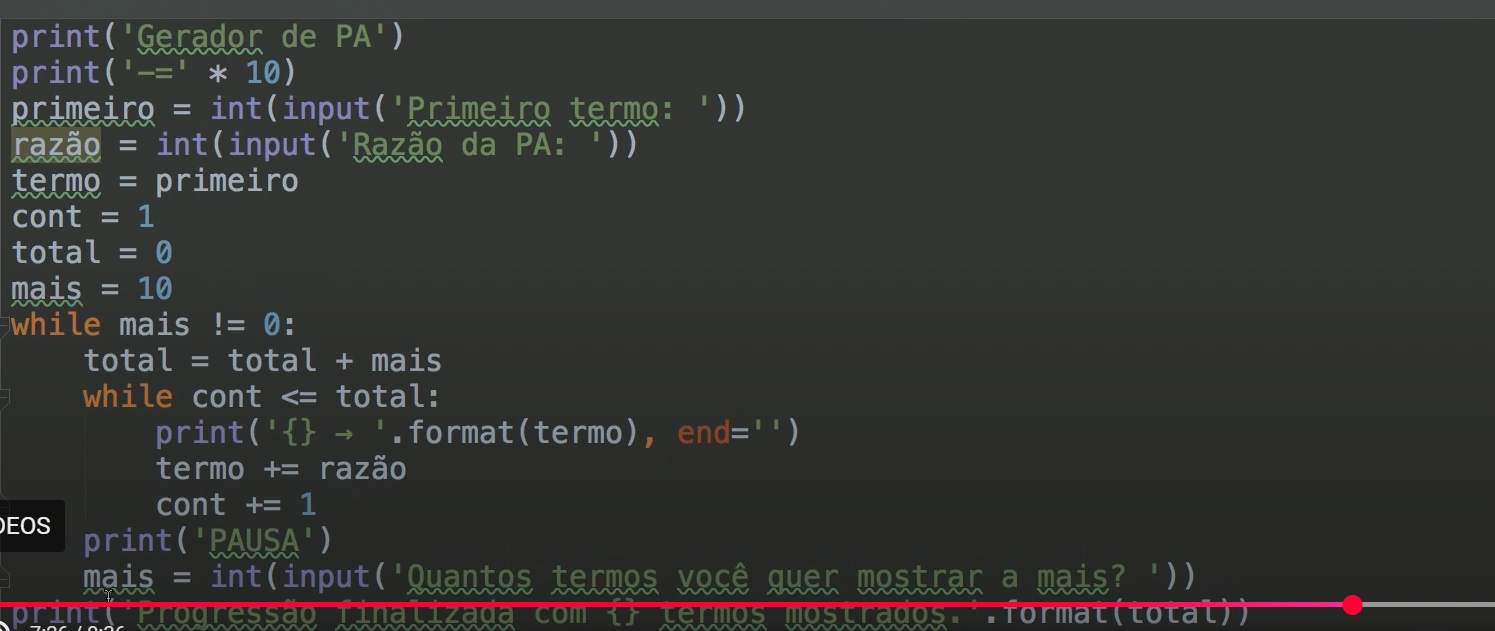 print('Gerador de PA')
print('-=' * 10)
primeiro = int(input('Primeiro termo: '))
razão = int(input('Razão da PA: '))
termo = primeiro
cont = 1
total = 0
mais = 10
while mais != 0:
    total = total + mais
    while cont <= total:
        print('{} → '.format(termo), end='')
        termo += razão
        cont += 1
DEOS
    print('PAUSA')
    mais = int(input('Quantos termos você quer mostrar a mais? '))
print('Progressão finalizada com {} termos mostrados.'.format(total))